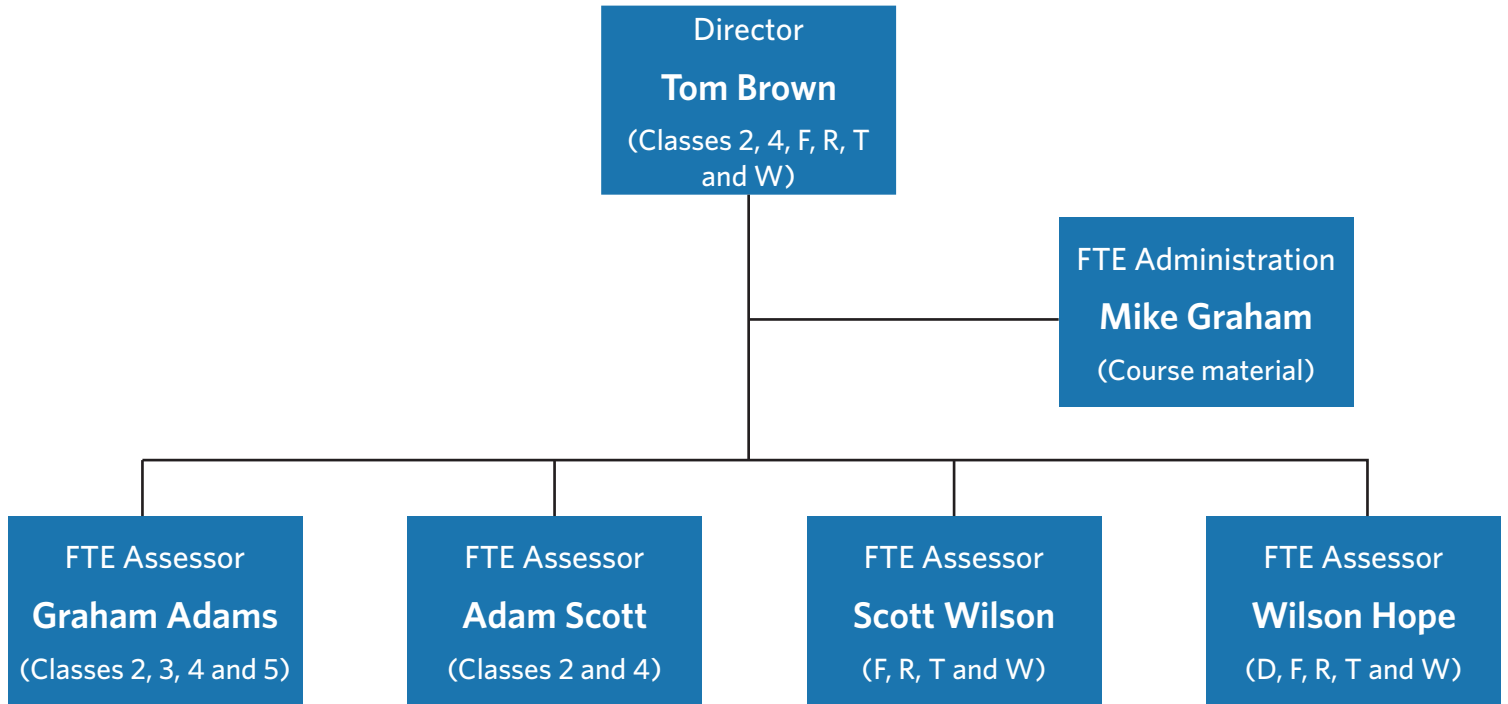 Director
Tom Brown
(Classes 2, 4, F, R, T
and W)
FTE Administration
Mike Graham
(Course material)
FTE Assessor
Graham Adams
(Classes 2, 3, 4 and 5)
FTE Assessor
Adam Scott
(Classes 2 and 4)
FTE Assessor
Scott Wilson
(F, R, T and W)
FTE Assessor
Wilson Hope
(D, F, R, T and W)